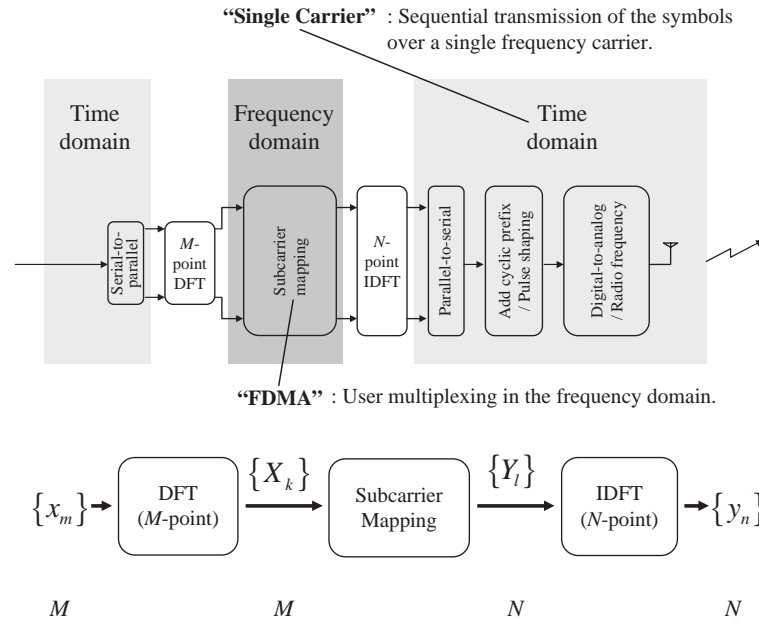 “Single Carrier” : Sequential transmission of the symbols
over a single frequency carrier.
Time
domain
Frequency
domain
Time
domain
Serial-to-
parallel
M-
point
DFT
Subcarrier
mapping
N-
point
IDFT
Parallel-to-serial
Add cyclic prefix
/ Pulse shaping
Digital-to-analog
/ Radio frequency
“FDMA” : User multiplexing in the frequency domain.
{x_m}
DFT
(M-point)
{X_k}
Subcarrier
Mapping
{Y_l}
IDFT
(N-point)
{y_n}
M M N N